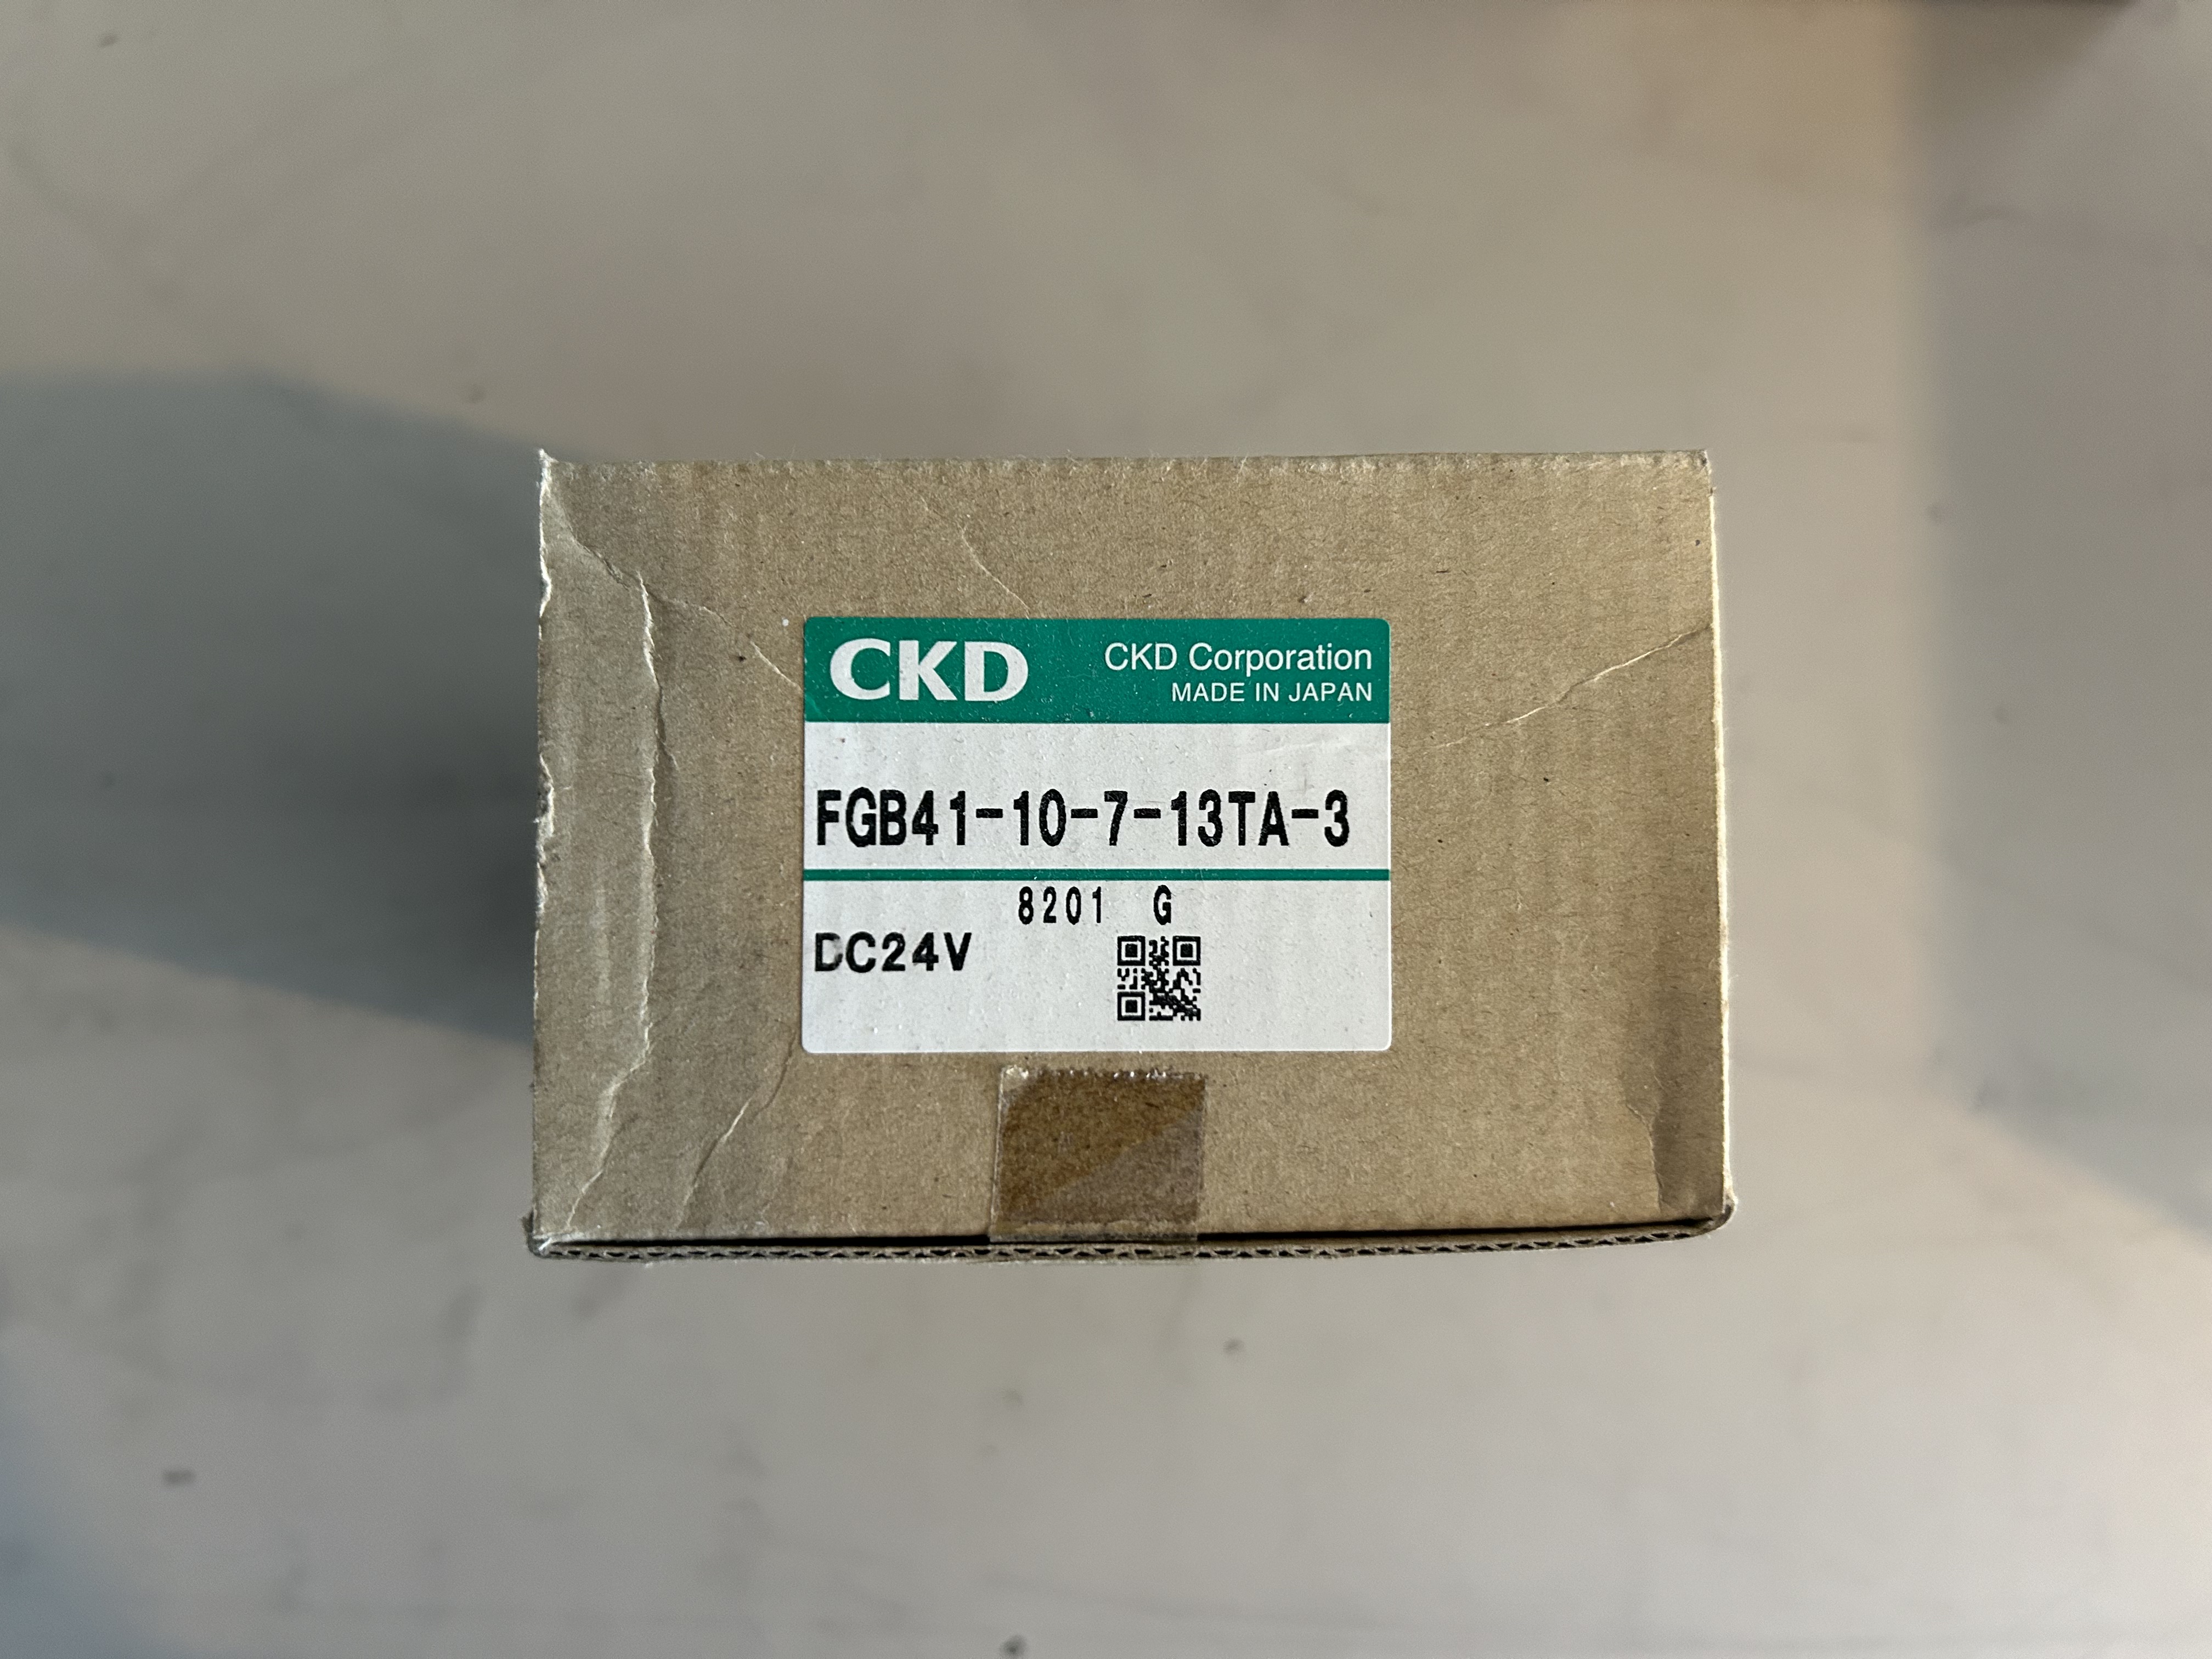 CKD
CKD Corporation
MADE IN JAPAN
FGB41-10-7-13TA-3
8201 G
DC24V